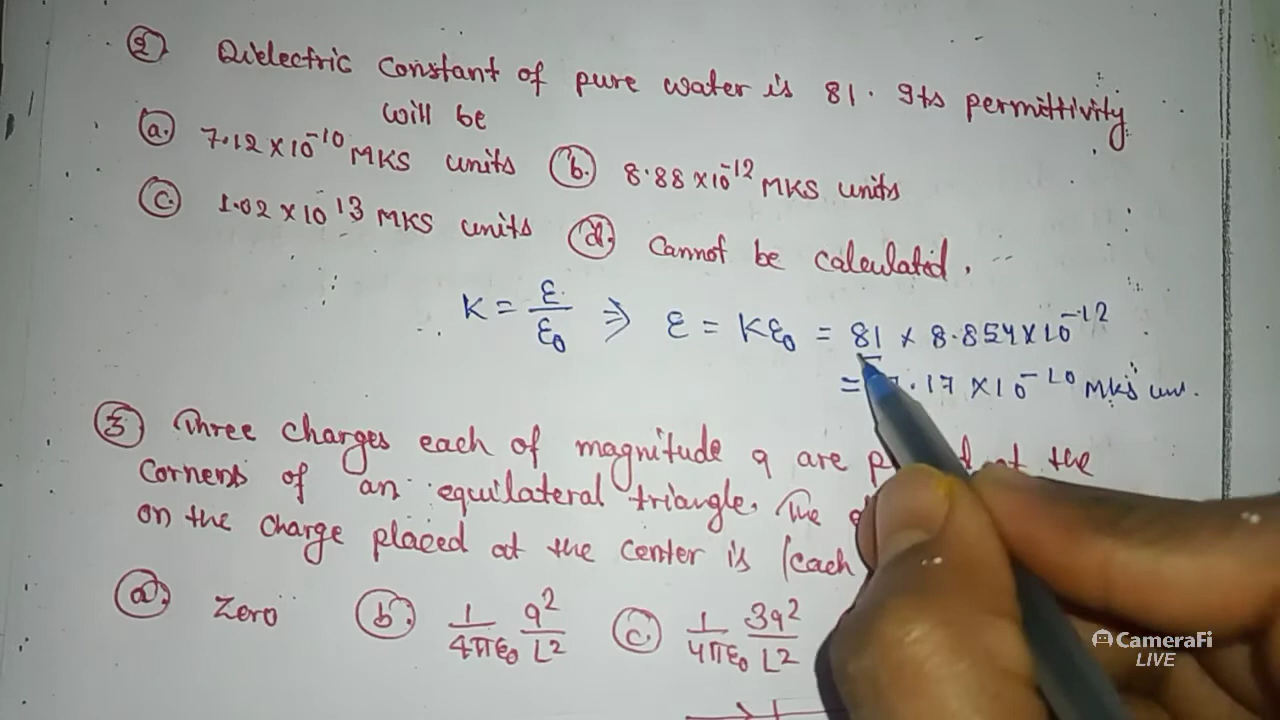 2. Dielectric constant of pure water is 81. Its permittivity
will be
a. 7.12 × 10⁻¹⁰ MKS units b. 8.88 × 10⁻¹² MKS units
c. 1.02 × 10¹³ MKS units d. Cannot be calculated.
K = ε/ε₀ ⇒ ε = Kε₀ = 81 × 8.854 × 10⁻¹²
= .17 × 10⁻¹⁰ MKS un.
3. Three charges each of magnitude q are the
corners of an equilateral triangle. The
on the charge placed at the center is (each
a. Zero b. 1/4πε₀ q²/L² c. 1/4πε₀ 3q²/L²
CameraFi
LIVE